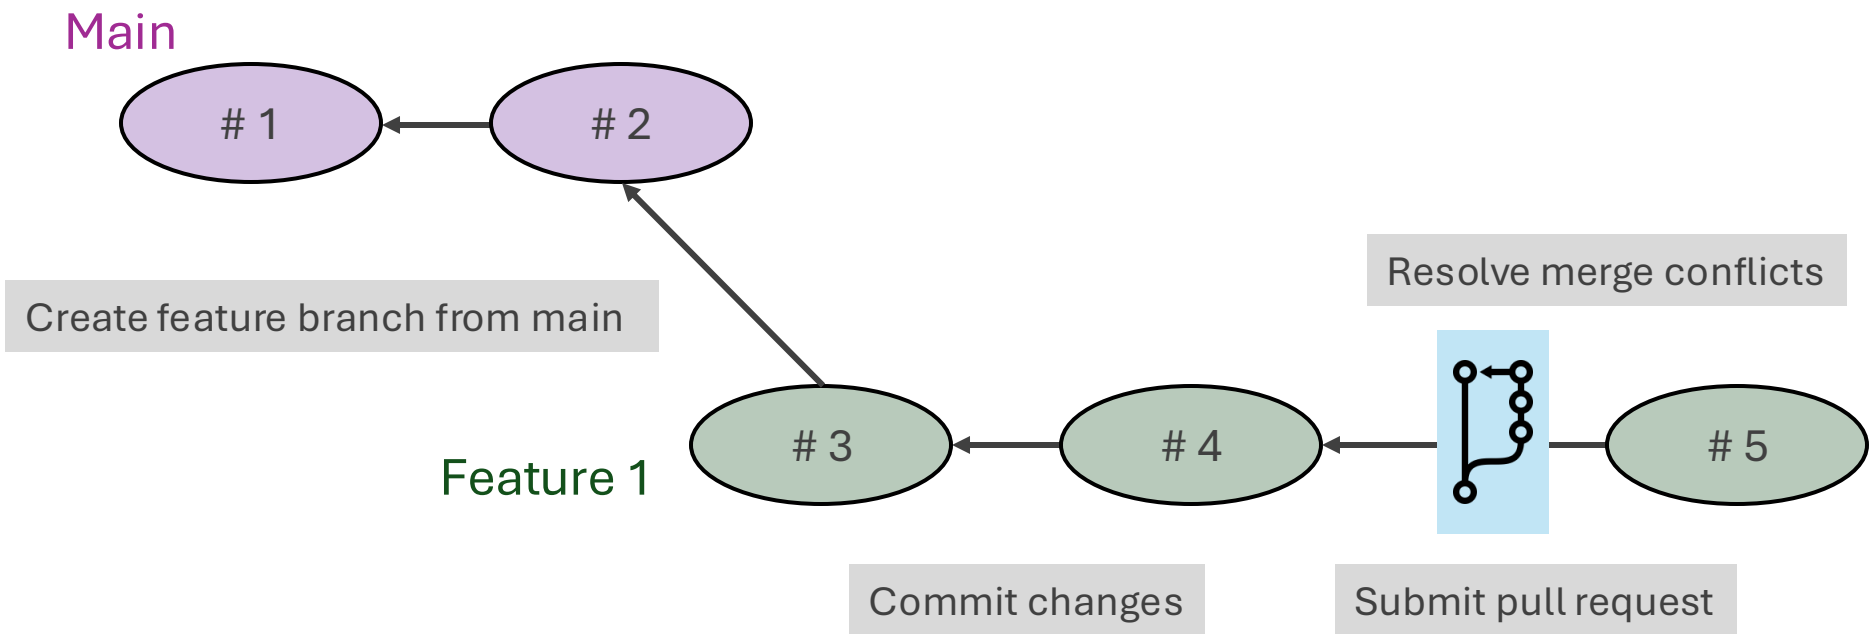 Main
# 1
# 2
Create feature branch from main
Resolve merge conflicts
Feature 1
# 3
# 4
# 5
Commit changes
Submit pull request